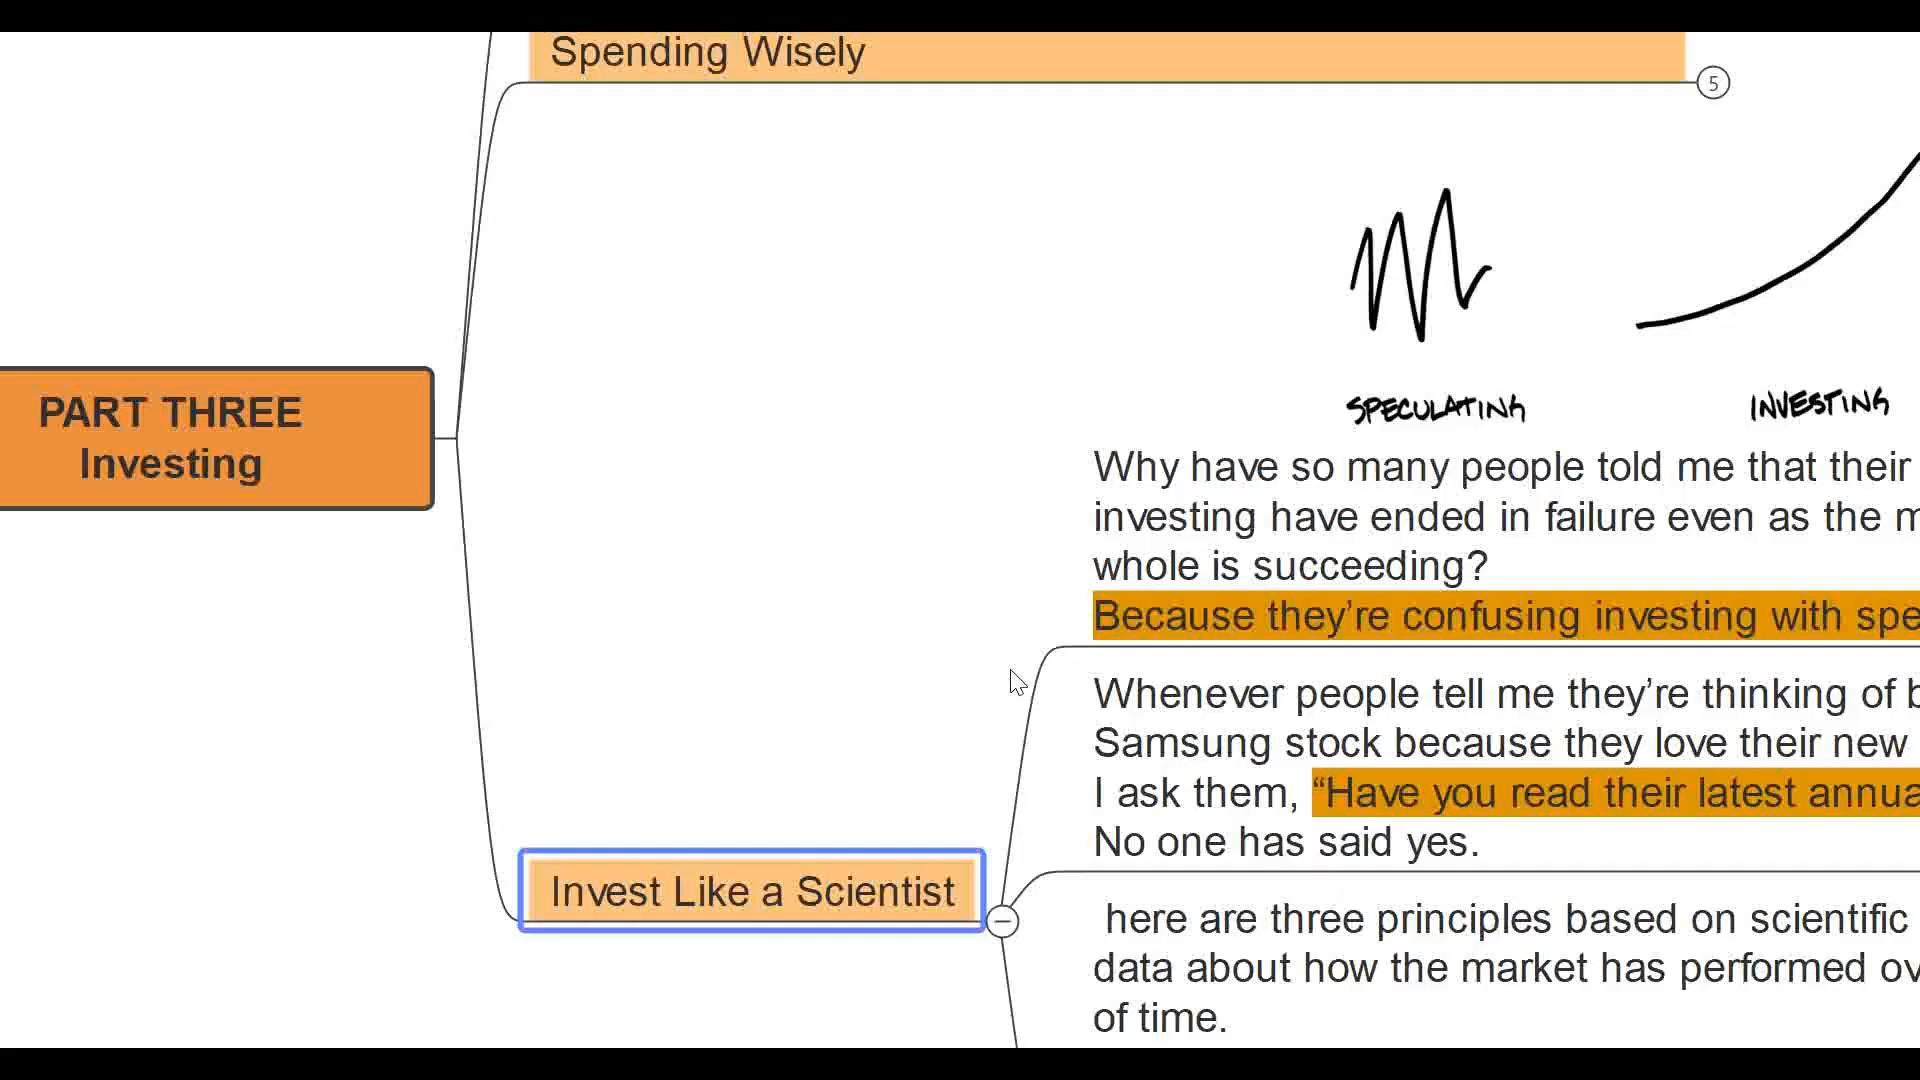 Spending Wisely
5
PART THREE
Investing
SPECULATING
INVESTING
Why have so many people told me that their
investing have ended in failure even as the
whole is succeeding?
Because they’re confusing investing with
Whenever people tell me they’re thinking of
Samsung stock because they love their new
I ask them, “Have you read their latest
No one has said yes.
Invest Like a Scientist
here are three principles based on scientific
data about how the market has performed
of time.